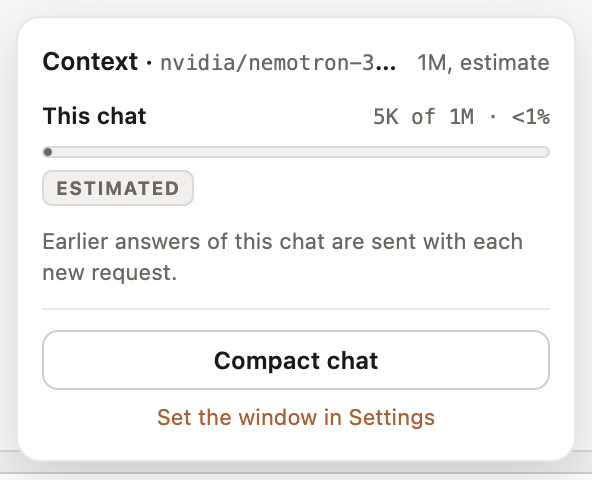 Context · nvidia/nemotron-3... 1M, estimate
This chat 5K of 1M · <1%
ESTIMATED
Earlier answers of this chat are sent with each
new request.
Compact chat
Set the window in Settings